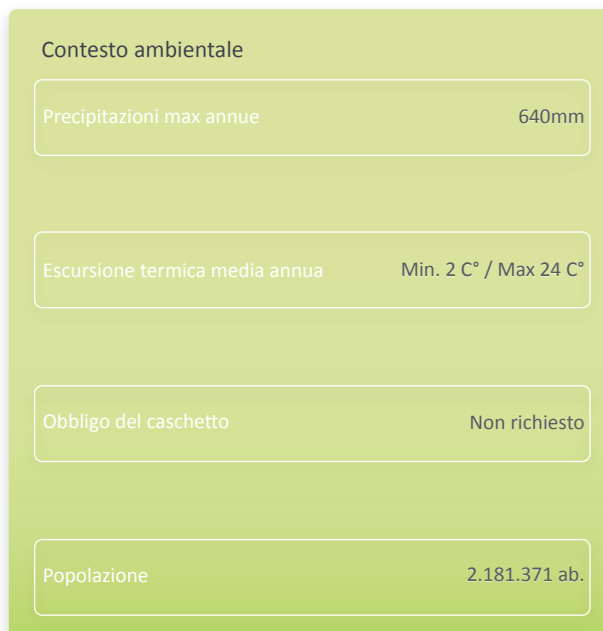 Contesto ambientale
Precipitazioni max annue 640mm
Escursione termica media annua Min. 2 C° / Max 24 C°
Obbligo del caschetto Non richiesto
Popolazione 2.181.371 ab.